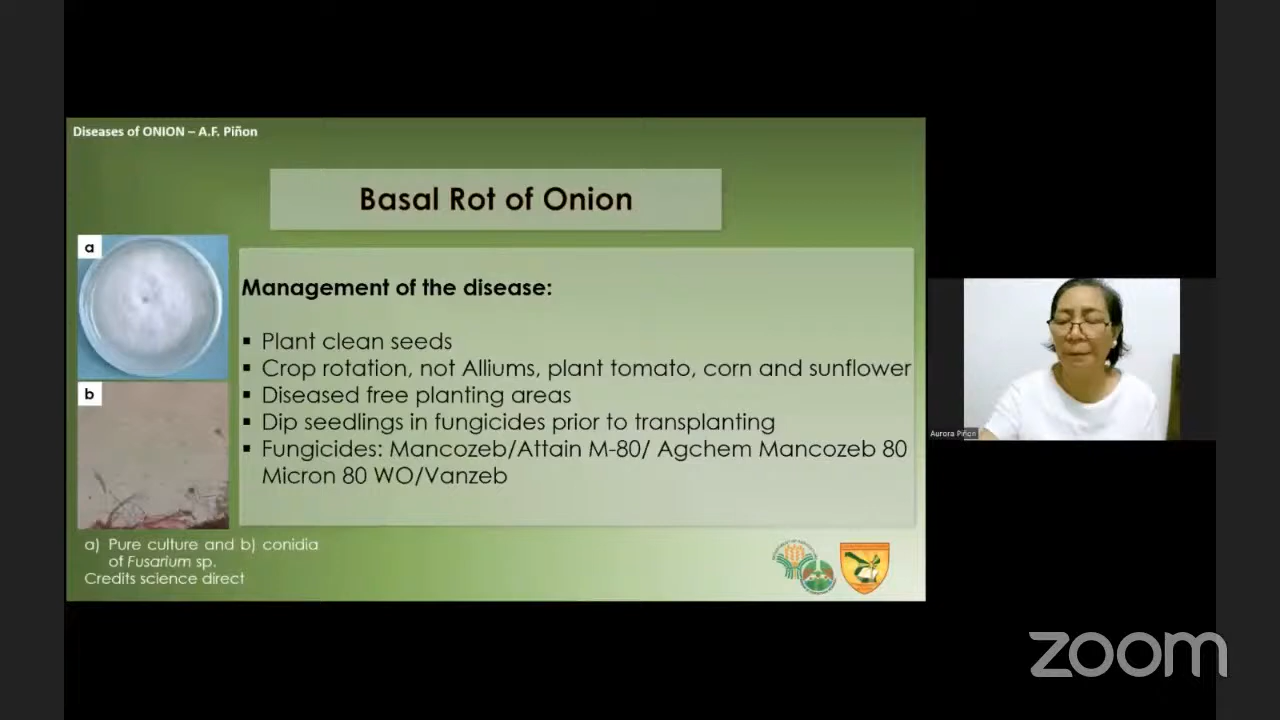 Diseases of ONION – A.F. Piñon
Basal Rot of Onion
a
b
Management of the disease:
▪ Plant clean seeds
▪ Crop rotation, not Alliums, plant tomato, corn and sunflower
▪ Diseased free planting areas
▪ Dip seedlings in fungicides prior to transplanting
▪ Fungicides: Mancozeb/Attain M-80/ Agchem Mancozeb 80
Micron 80 WO/Vanzeb
a) Pure culture and b) conidia
of Fusarium sp.
Credits science direct
Aurora Piñon
zoom